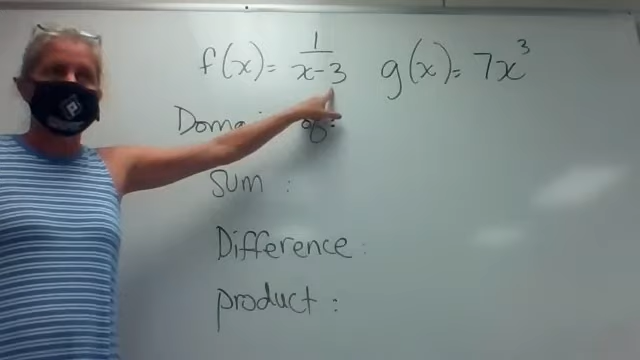 f(x) = 1/(x-3) g(x) = 7x³
Domain of:
Sum :
Difference :
product :